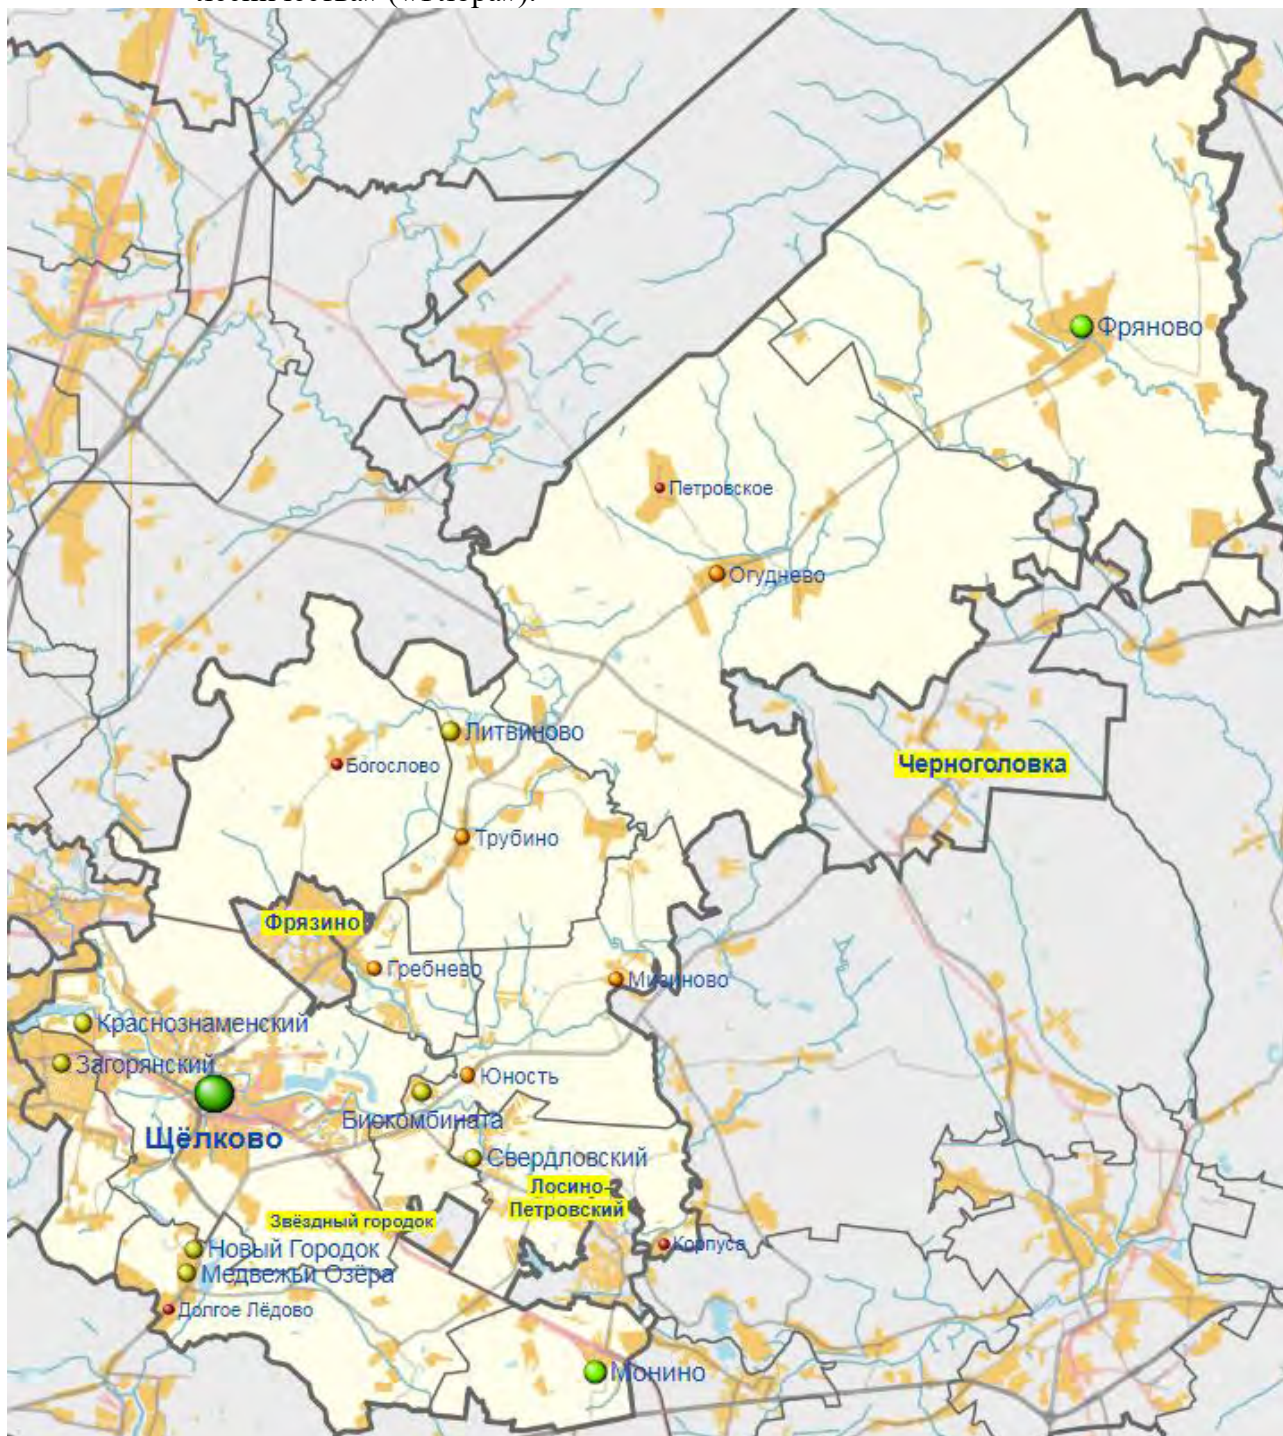 Фряново
Петровское
Огуднево
Литвиново
Богослово
Черноголовка
Трубино
Фрязино
Гребнево
Мизиново
Краснознаменский
Загорянский
Юность
Биокомбината
Щёлково
Свердловский
Лосино-
Петровский
Звёздный городок
Корпуса
Новый Городок
Медвежьи Озёра
Долгое Лёдово
Монино